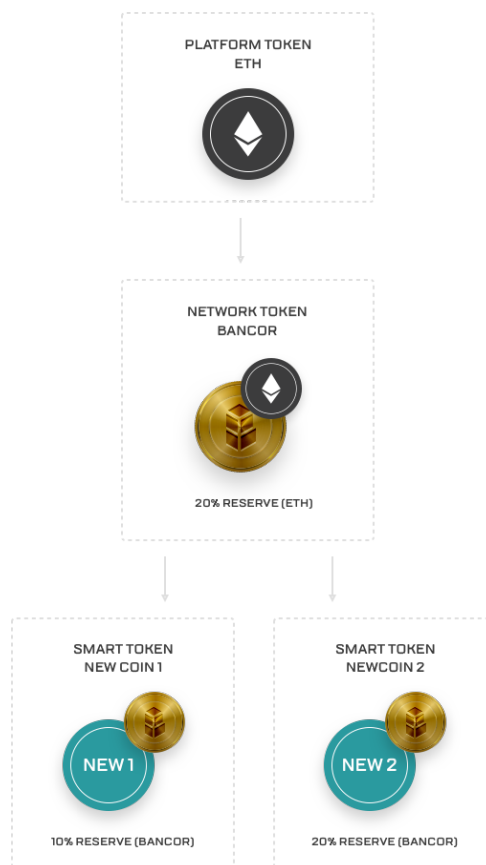 PLATFORM TOKEN
ETH
NETWORK TOKEN
BANCOR
20% RESERVE (ETH)
SMART TOKEN
NEW COIN 1
NEW 1
10% RESERVE (BANCOR)
SMART TOKEN
NEWCOIN 2
NEW 2
20% RESERVE (BANCOR)